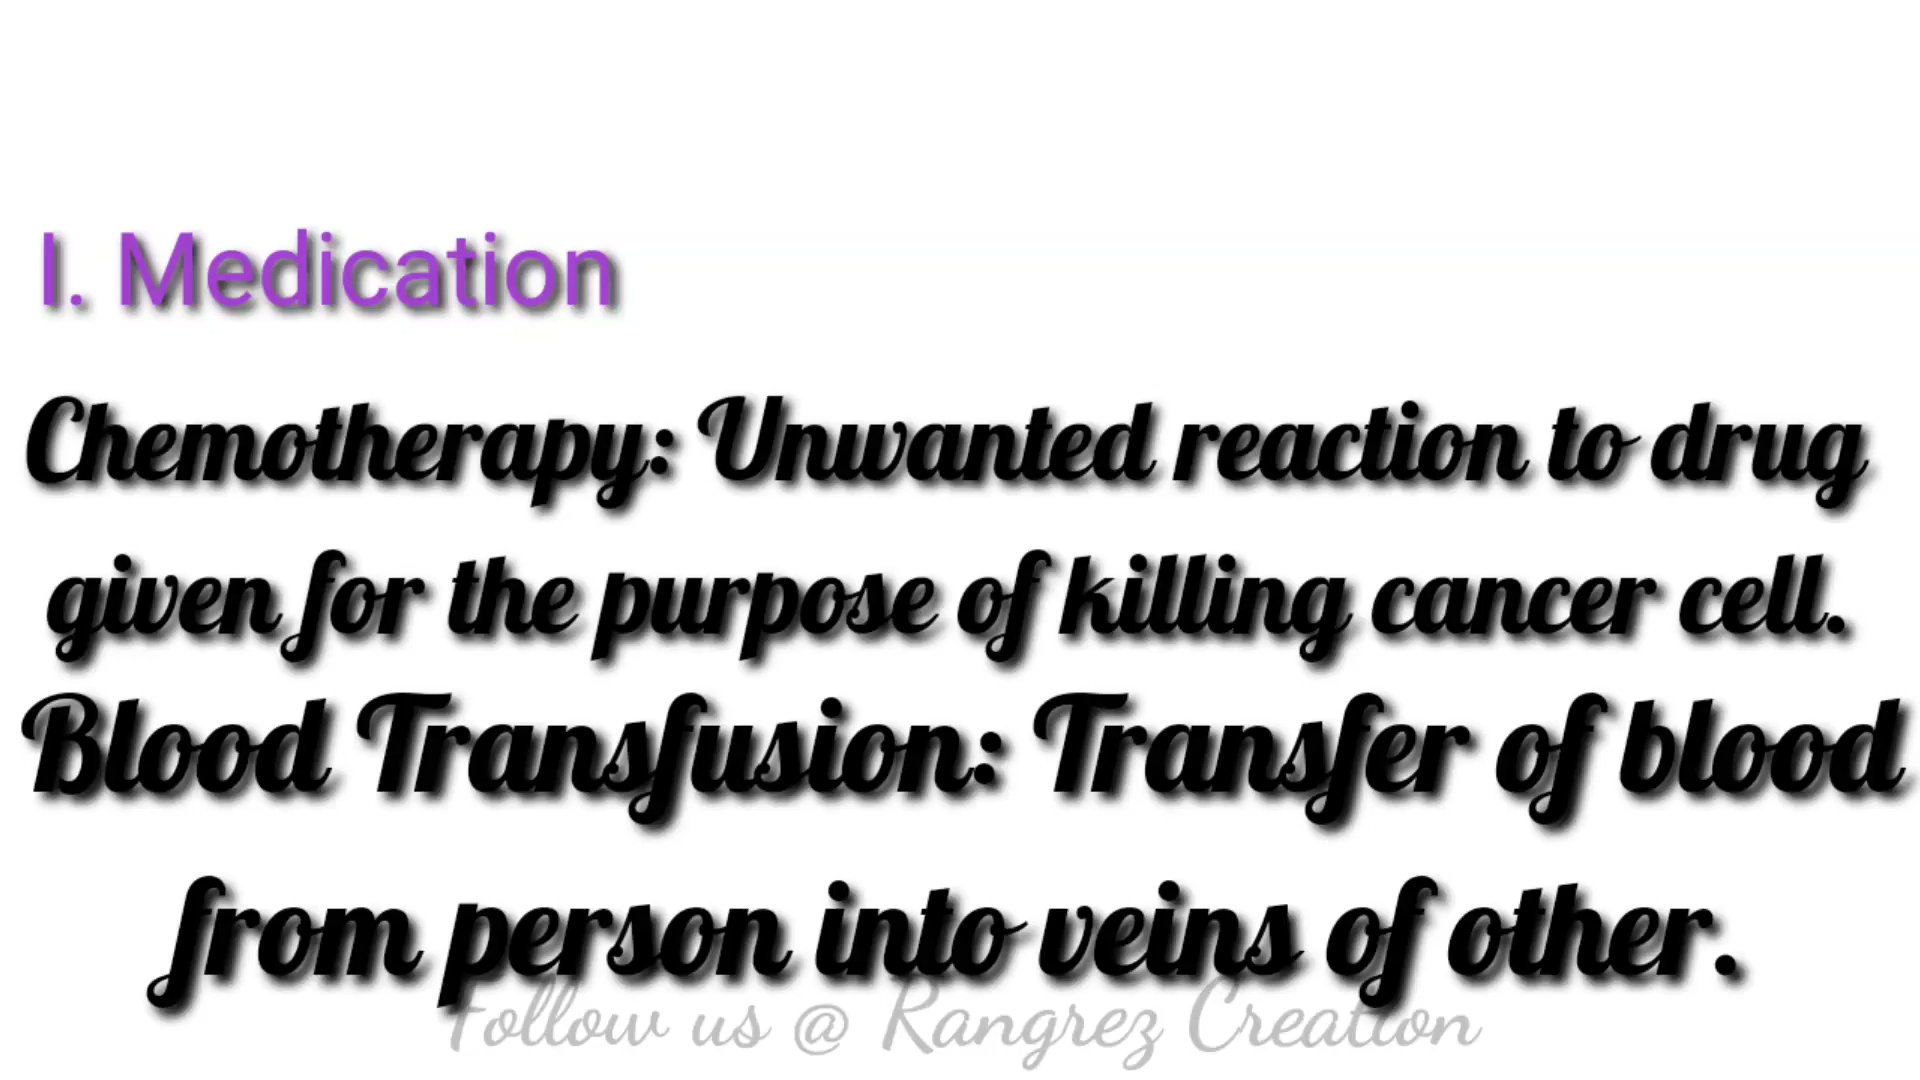 I. Medication
Chemotherapy: Unwanted reaction to drug
given for the purpose of killing cancer cell.
Blood Transfusion: Transfer of blood
from person into veins of other.
Follow us @ Rangrez Creation